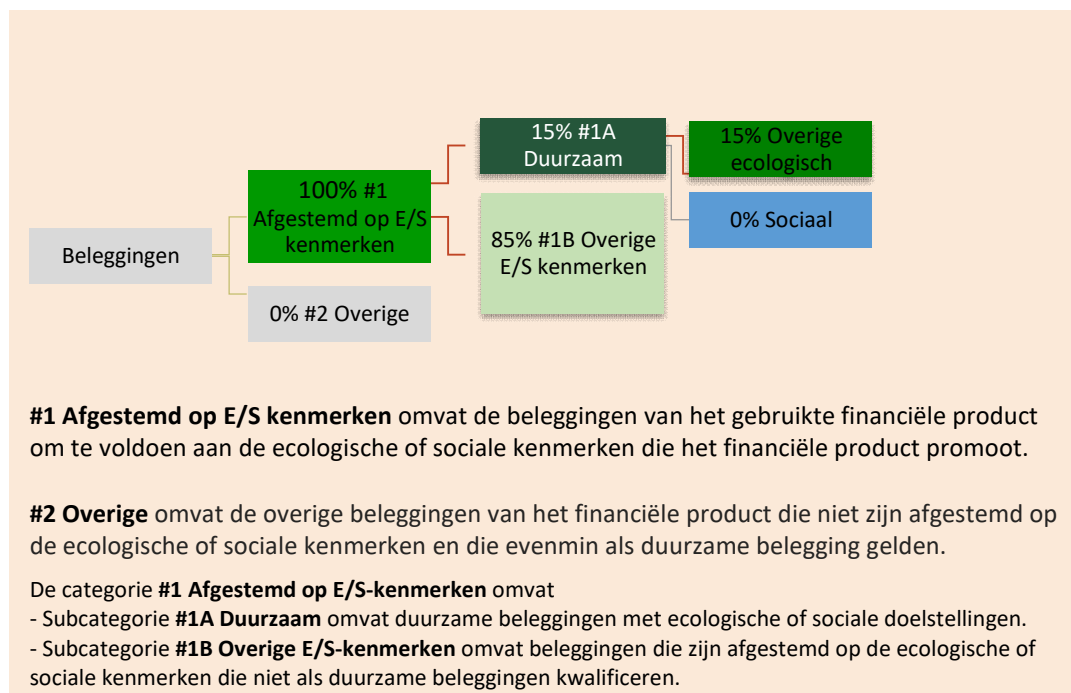 15% #1A
Duurzaam
15% Overige
ecologisch
100% #1
Afgestemd op E/S
kenmerken
85% #1B Overige
E/S kenmerken
0% Sociaal
Beleggingen
0% #2 Overige
#1 Afgestemd op E/S kenmerken omvat de beleggingen van het gebruikte financiële product
om te voldoen aan de ecologische of sociale kenmerken die het financiële product promoot.
#2 Overige omvat de overige beleggingen van het financiële product die niet zijn afgestemd op
de ecologische of sociale kenmerken en die evenmin als duurzame belegging gelden.
De categorie #1 Afgestemd op E/S-kenmerken omvat
- Subcategorie #1A Duurzaam omvat duurzame beleggingen met ecologische of sociale doelstellingen.
- Subcategorie #1B Overige E/S-kenmerken omvat beleggingen die zijn afgestemd op de ecologische of
sociale kenmerken die niet als duurzame beleggingen kwalificeren.